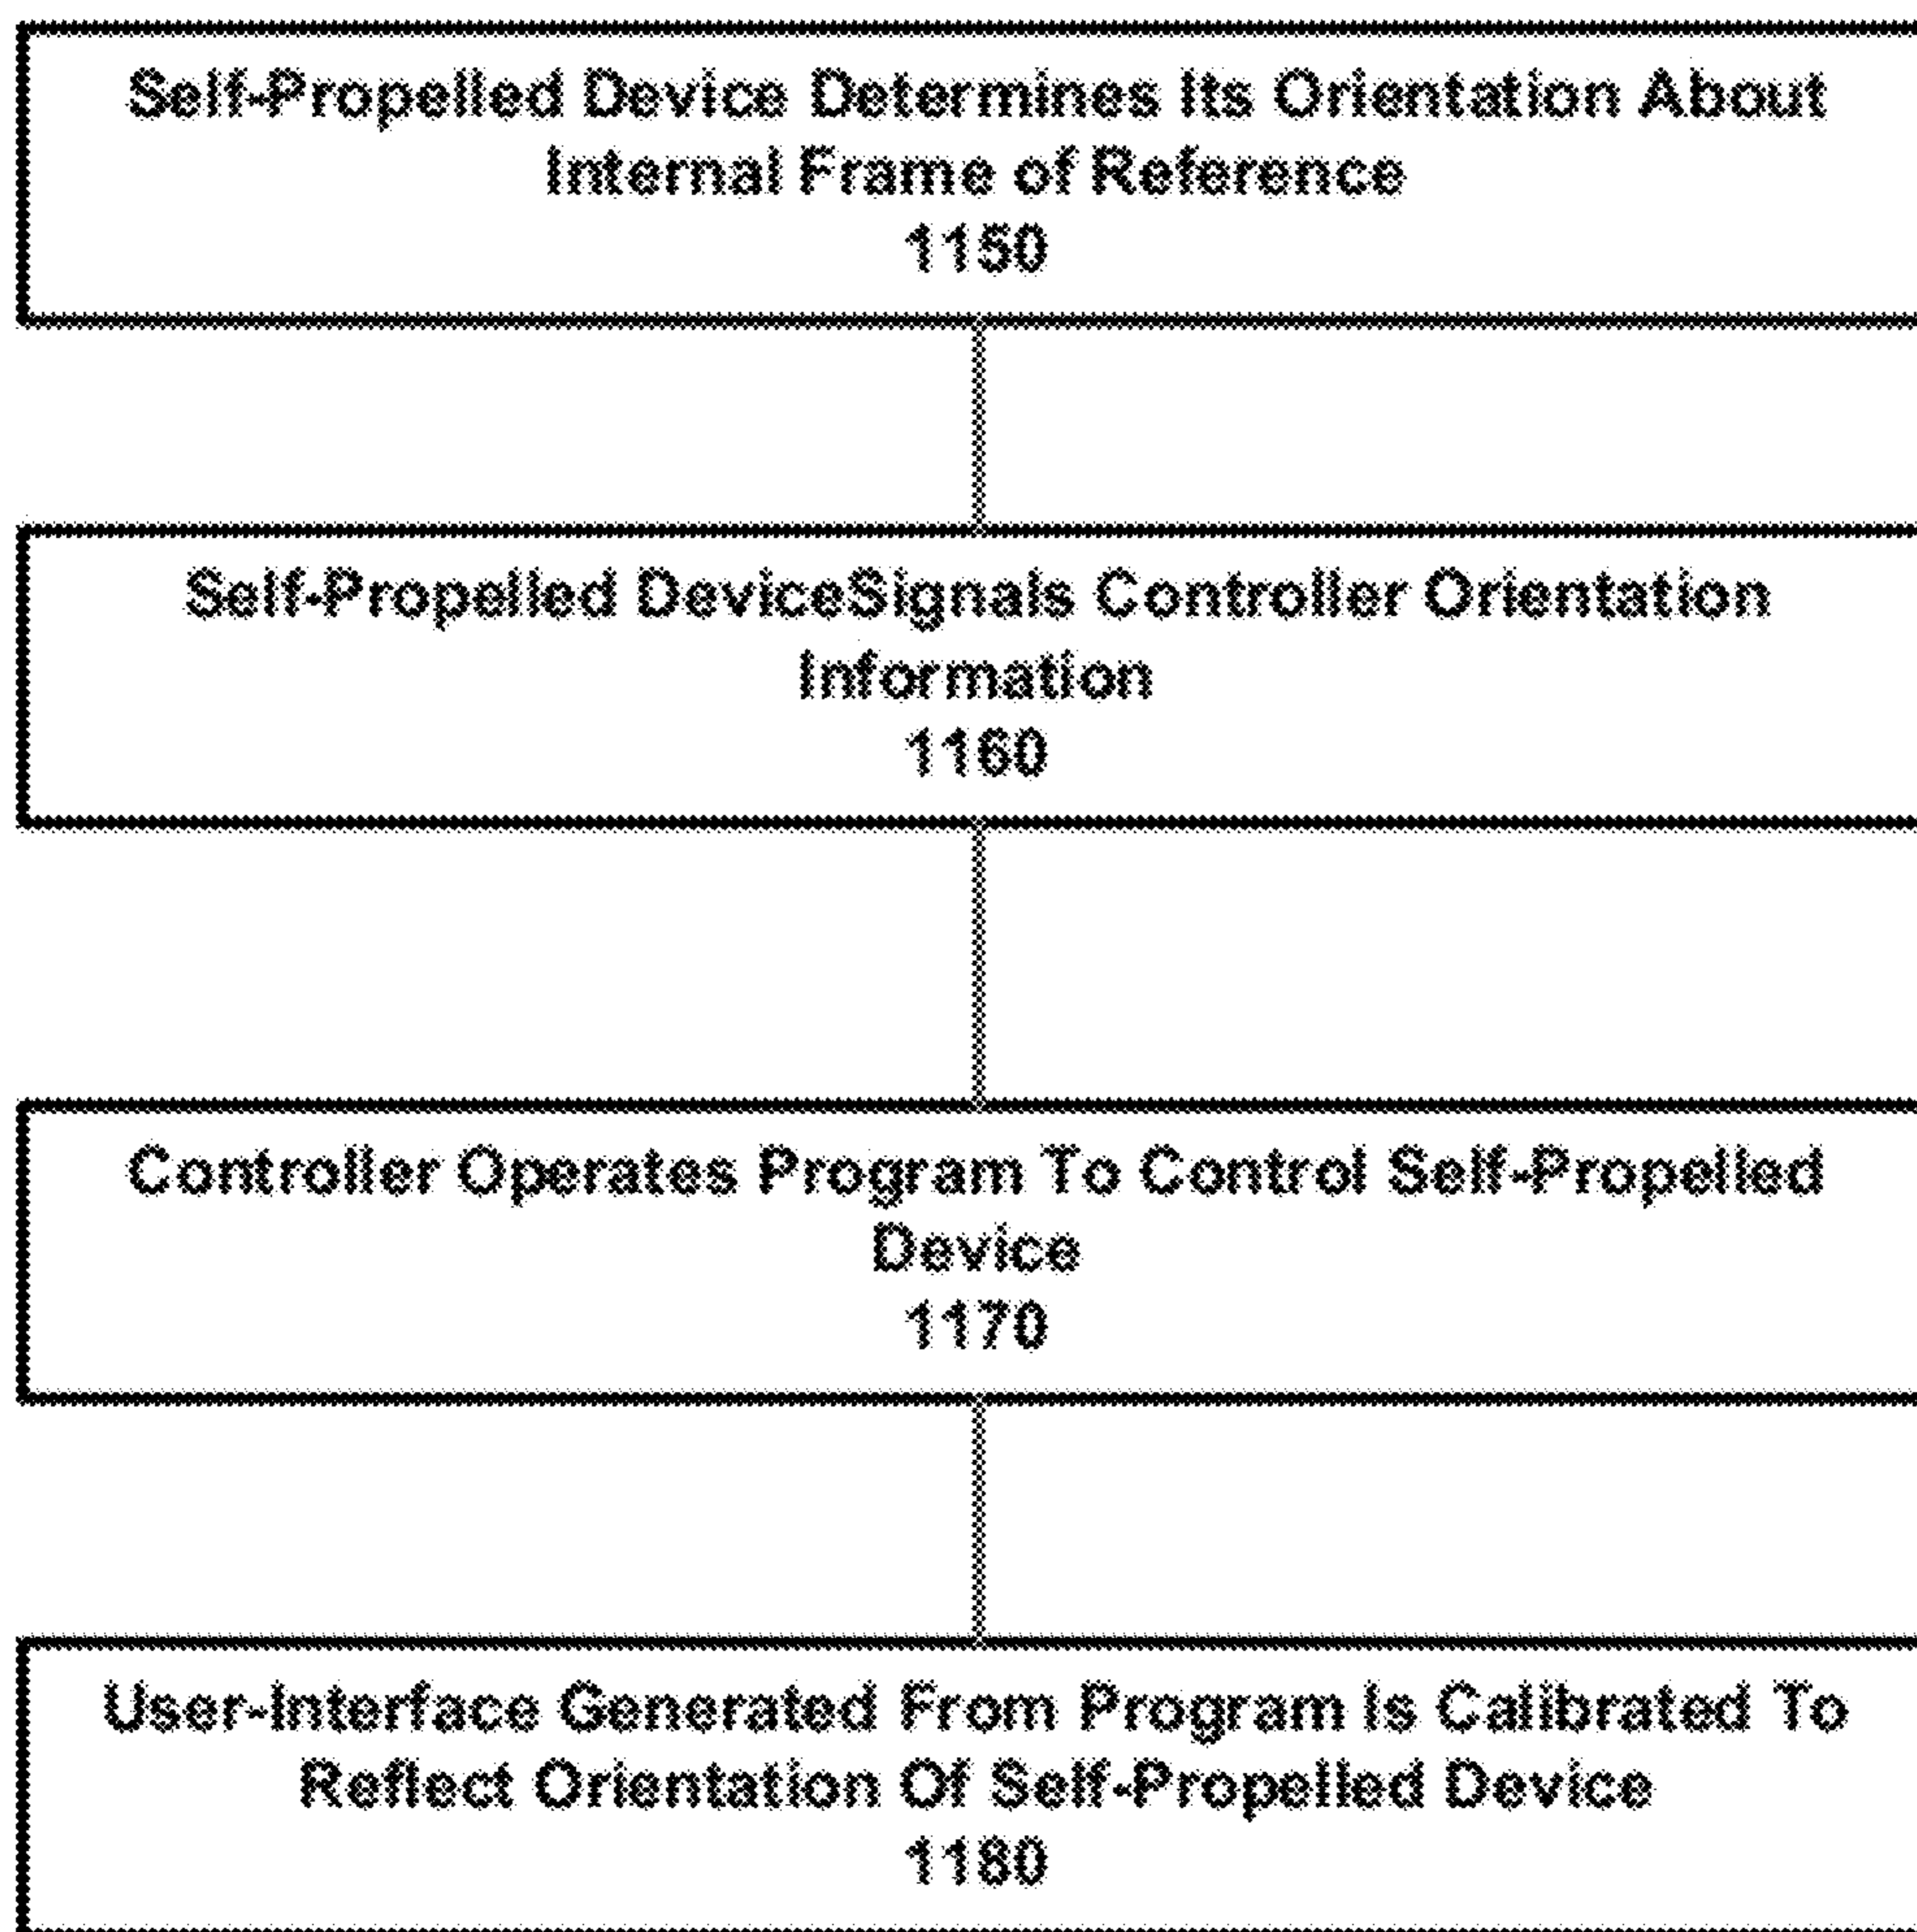 Self-Propelled Device Determines Its Orientation About
Internal Frame of Reference
1150
Self-Propelled DeviceSignals Controller Orientation
Information
1160
Controller Operates Program To Control Self-Propelled
Device
1170
User-Interface Generated From Program Is Calibrated To
Reflect Orientation Of Self-Propelled Device
1180